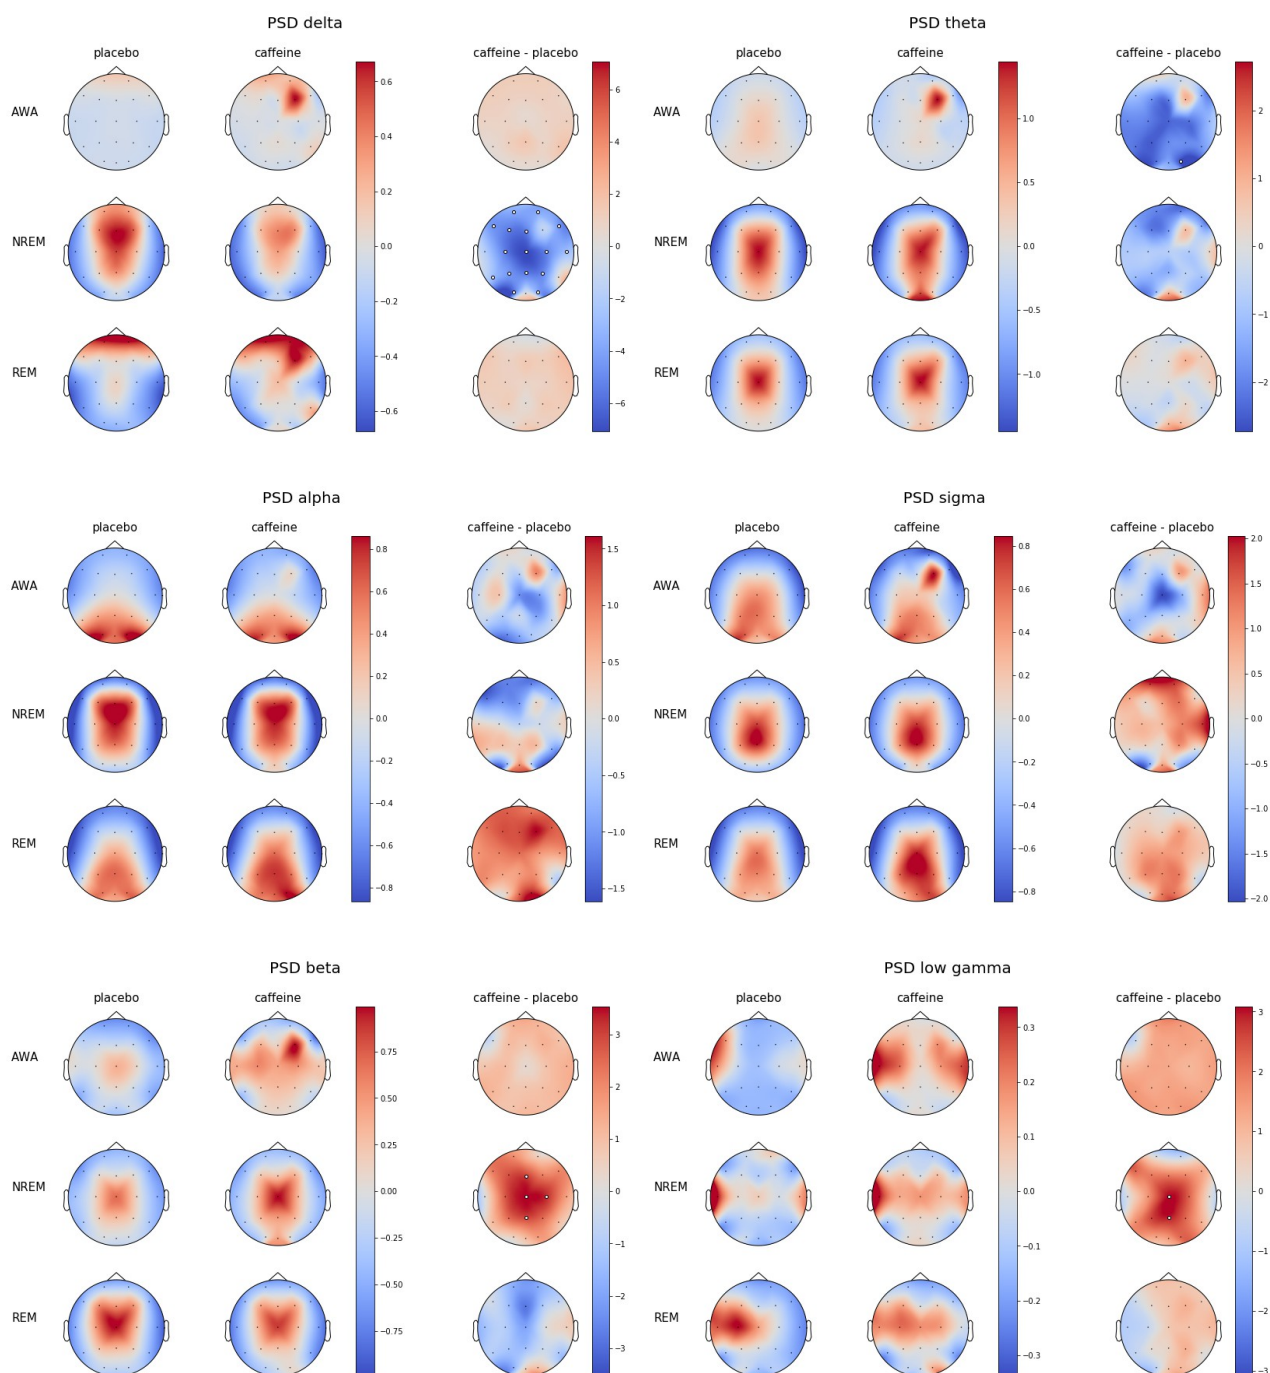 PSD delta
placebo caffeine caffeine - placebo
AWA
NREM
REM
0.6
0.4
0.2
0.0
−0.2
−0.4
−0.6
6
4
2
0
−2
−4
−6
PSD theta
placebo caffeine caffeine - placebo
AWA
NREM
REM
1.0
0.5
0.0
−0.5
−1.0
2
1
0
−1
−2
PSD alpha
placebo caffeine caffeine - placebo
AWA
NREM
REM
0.8
0.6
0.4
0.2
0.0
−0.2
−0.4
−0.6
−0.8
1.5
1.0
0.5
0.0
−0.5
−1.0
−1.5
PSD sigma
placebo caffeine caffeine - placebo
AWA
NREM
REM
0.8
0.6
0.4
0.2
0.0
−0.2
−0.4
−0.6
−0.8
2.0
1.5
1.0
0.5
0.0
−0.5
−1.0
−1.5
−2.0
PSD beta
placebo caffeine caffeine - placebo
AWA
NREM
REM
0.75
0.50
0.25
0.00
−0.25
−0.50
−0.75
3
2
1
0
−1
−2
−3
PSD low gamma
placebo caffeine caffeine - placebo
AWA
NREM
REM
0.3
0.2
0.1
0.0
−0.1
−0.2
−0.3
3
2
1
0
−1
−2
−3